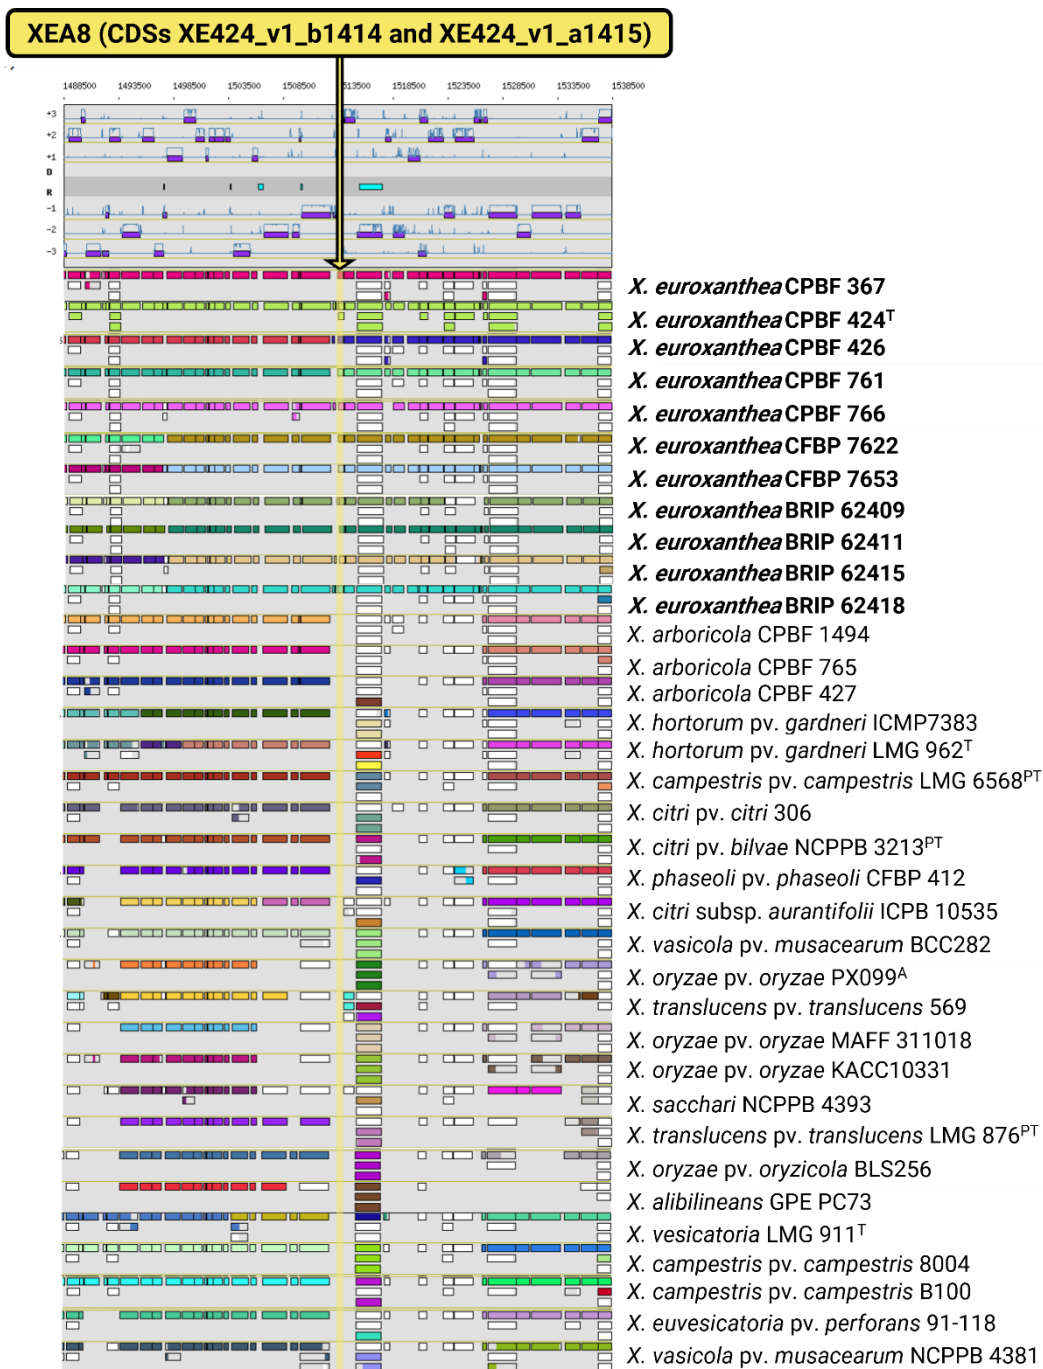 XEA8 (CDSs XE424_v1_b1414 and XE424_v1_a1415)
1488500 1493500 1498500 1503500 1508500 513500 1518500 1523500 1528500 1533500 1538500
+3
+2
+1
D
R
-1
-2
-3
X. euroxanthea CPBF 367
X. euroxanthea CPBF 424T
X. euroxanthea CPBF 426
X. euroxanthea CPBF 761
X. euroxanthea CPBF 766
X. euroxanthea CFBP 7622
X. euroxanthea CFBP 7653
X. euroxanthea BRIP 62409
X. euroxanthea BRIP 62411
X. euroxanthea BRIP 62415
X. euroxanthea BRIP 62418
X. arboricola CPBF 1494
X. arboricola CPBF 765
X. arboricola CPBF 427
X. hortorum pv. gardneri ICMP7383
X. hortorum pv. gardneri LMG 962T
X. campestris pv. campestris LMG 6568PT
X. citri pv. citri 306
X. citri pv. bilvae NCPPB 3213PT
X. phaseoli pv. phaseoli CFBP 412
X. citri subsp. aurantifolii ICPB 10535
X. vasicola pv. musacearum BCC282
X. oryzae pv. oryzae PX099A
X. translucens pv. translucens 569
X. oryzae pv. oryzae MAFF 311018
X. oryzae pv. oryzae KACC10331
X. sacchari NCPPB 4393
X. translucens pv. translucens LMG 876PT
X. oryzae pv. oryzicola BLS256
X. alibilineans GPE PC73
X. vesicatoria LMG 911T
X. campestris pv. campestris 8004
X. campestris pv. campestris B100
X. euvesicatoria pv. perforans 91-118
X. vasicola pv. musacearum NCPPB 4381